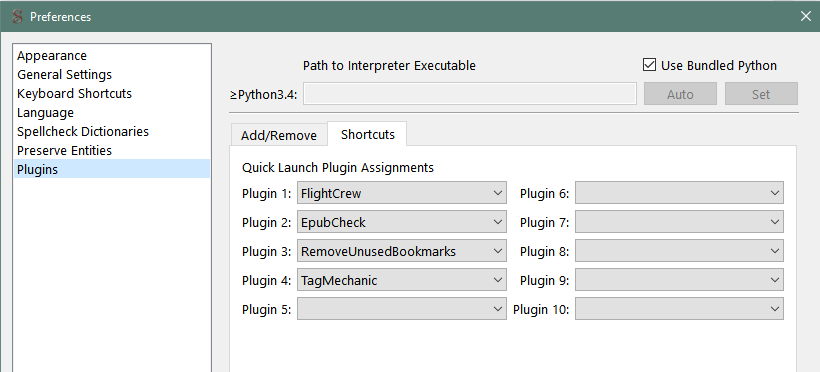 Preferences
Appearance
General Settings
Keyboard Shortcuts
Language
Spellcheck Dictionaries
Preserve Entities
Plugins
Path to Interpreter Executable
Use Bundled Python
≥Python3.4:
Auto
Set
Add/Remove
Shortcuts
Quick Launch Plugin Assignments
Plugin 1: FlightCrew
Plugin 6:
Plugin 2: EpubCheck
Plugin 7:
Plugin 3: RemoveUnusedBookmarks
Plugin 8:
Plugin 4: TagMechanic
Plugin 9:
Plugin 5:
Plugin 10: